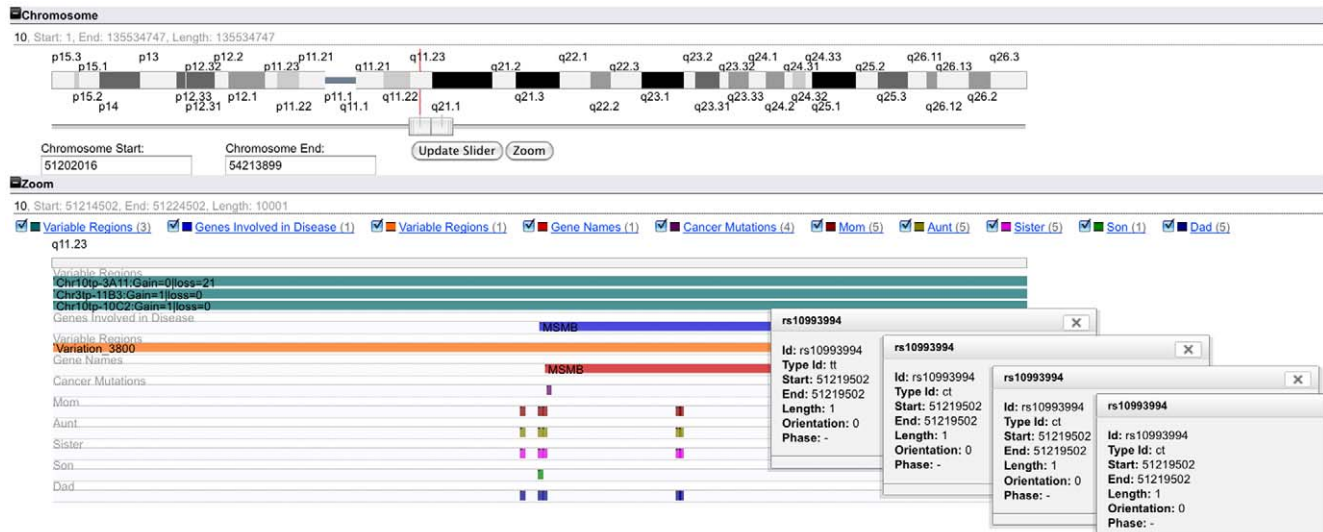 Chromosome
10, Start: 1, End: 135534747, Length: 135534747
p15.3 p13 p12.2 p11.21 q11.23 q22.1 q23.2 q24.1 q24.33 q26.11 q26.3
p15.1 p12.32 p11.23 q11.21 q21.2 q22.3 q23.32 q24.31 q25.2 q26.13
p15.2 p12.33 p12.1 p11.1 q11.22 q21.3 q23.1 q23.33 q24.32 q25.3 q26.2
p14 p12.31 p11.22 q11.1 q21.1 q22.2 q23.31 q24.2 q25.1 q26.12
Chromosome Start: Chromosome End: Update Slider Zoom
51202016 54213899
Zoom
10, Start: 51214502, End: 51224502, Length: 10001
Variable Regions (3) Genes Involved in Disease (1) Variable Regions (1) Gene Names (1) Cancer Mutations (4) Mom (5) Aunt (5) Sister (5) Son (1) Dad (5)
q11.23
Variable Regions
Chr10tp-3A11:Gain=0|loss=21
Chr3tp-11B3:Gain=1|loss=0
Chr10tp-10C2:Gain=1|loss=0
Genes Involved in Disease
MSMB
Variable Regions
Variation_3800
Gene Names
MSMB
Cancer Mutations
Mom
Aunt
Sister
Son
Dad
rs10993994
Id: rs10993994
Type Id: tt
Start: 51219502
End: 51219502
Length: 1
Orientation: 0
Phase: -
rs10993994
Id: rs10993994
Type Id: ct
Start: 51219502
End: 51219502
Length: 1
Orientation: 0
Phase: -
rs10993994
Id: rs10993994
Type Id: ct
Start: 51219502
End: 51219502
Length: 1
Orientation: 0
Phase: -
rs10993994
Id: rs10993994
Type Id: ct
Start: 51219502
End: 51219502
Length: 1
Orientation: 0
Phase: -